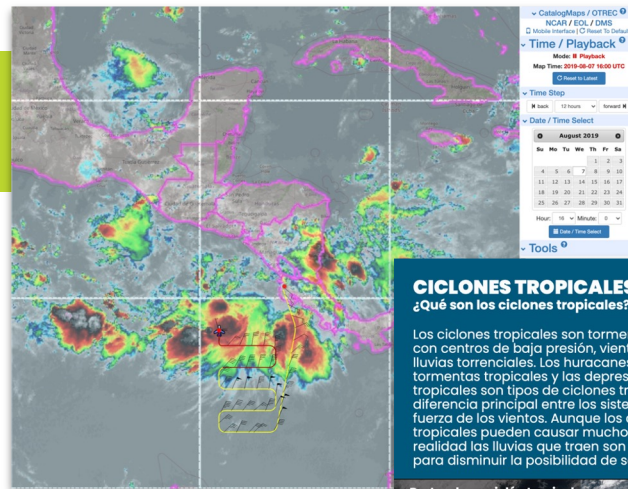 CatalogMaps / OTREC ?
NCAR / EOL / DMS
Mobile Interface | Reset To Default
Time / Playback ?
Mode: Playback
Map Time: 2019-08-07 16:00 UTC
Reset to Latest
Time Step
back 12 hours forward
Date / Time Select
August 2019
Su Mo Tu We Th Fr Sa
1 2 3
4 5 6 7 8 9 10
11 12 13 14 15 16 17
18 19 20 21 22 23 24
25 26 27 28 29 30 31
Hour: 16 Minute: 0
Date / Time Select
Tools ?
CICLONES TROPICALES
¿Qué son los ciclones tropicales?
Los ciclones tropicales son
con centros de baja presión,
lluvias torrenciales. Los huracanes
tormentas tropicales y las
tropicales son tipos de ciclones
diferencia principal entre los
fuerza de los vientos. Aunque los
tropicales pueden causar
realidad las lluvias que traen son
para disminuir la posibilidad de